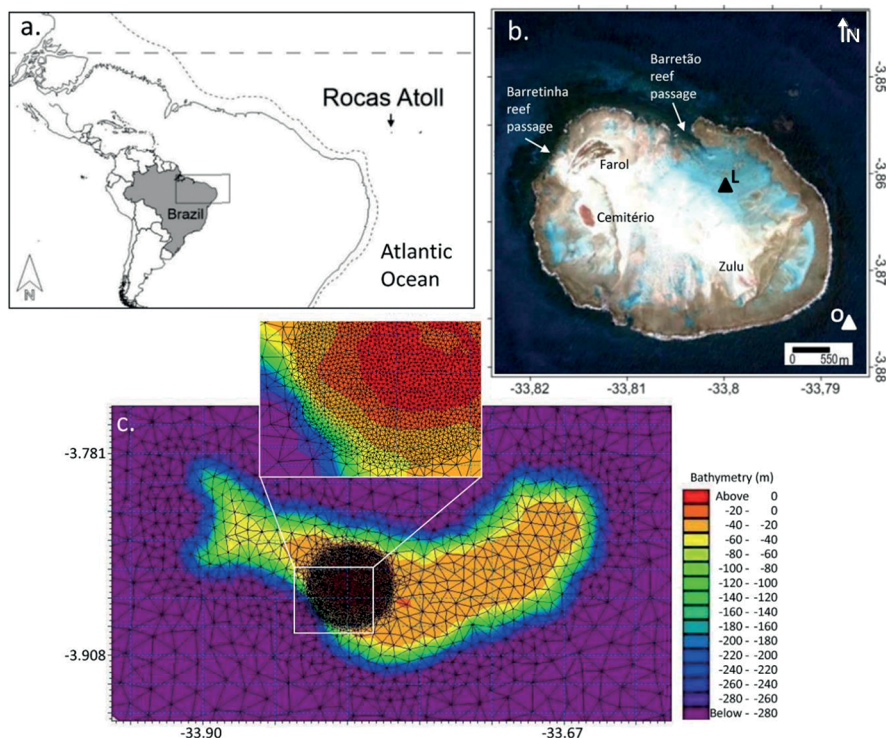 a.
Rocas Atoll
Brazil
Atlantic
Ocean
N
b.
N
Barretão
reef
passage
Barretinha
reef
passage
Farol
L
Cemitério
Zulu
O
0 550 m
-3,85
-3,86
-3,87
-3,88
-33,82
-33,81
-33,8
-33,79
c.
-3.781
-3.908
-33.90
-33.67
Bathymetry (m)
Above 0
-20 - 0
-40 - -20
-60 - -40
-80 - -60
-100 - -80
-120 - -100
-140 - -120
-160 - -140
-180 - -160
-200 - -180
-220 - -200
-240 - -220
-260 - -240
-280 - -260
Below -280